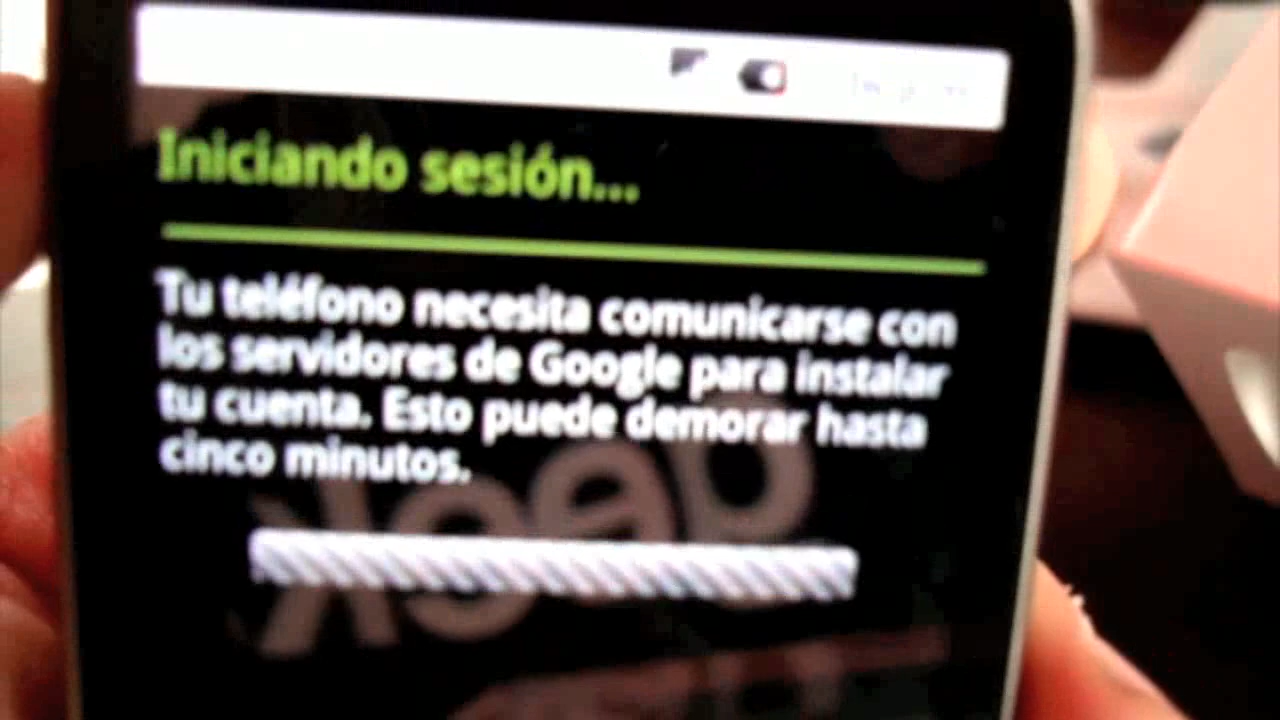 Iniciando sesión...
Tu teléfono necesita comunicarse con
los servidores de Google para instalar
tu cuenta. Esto puede demorar hasta
cinco minutos.